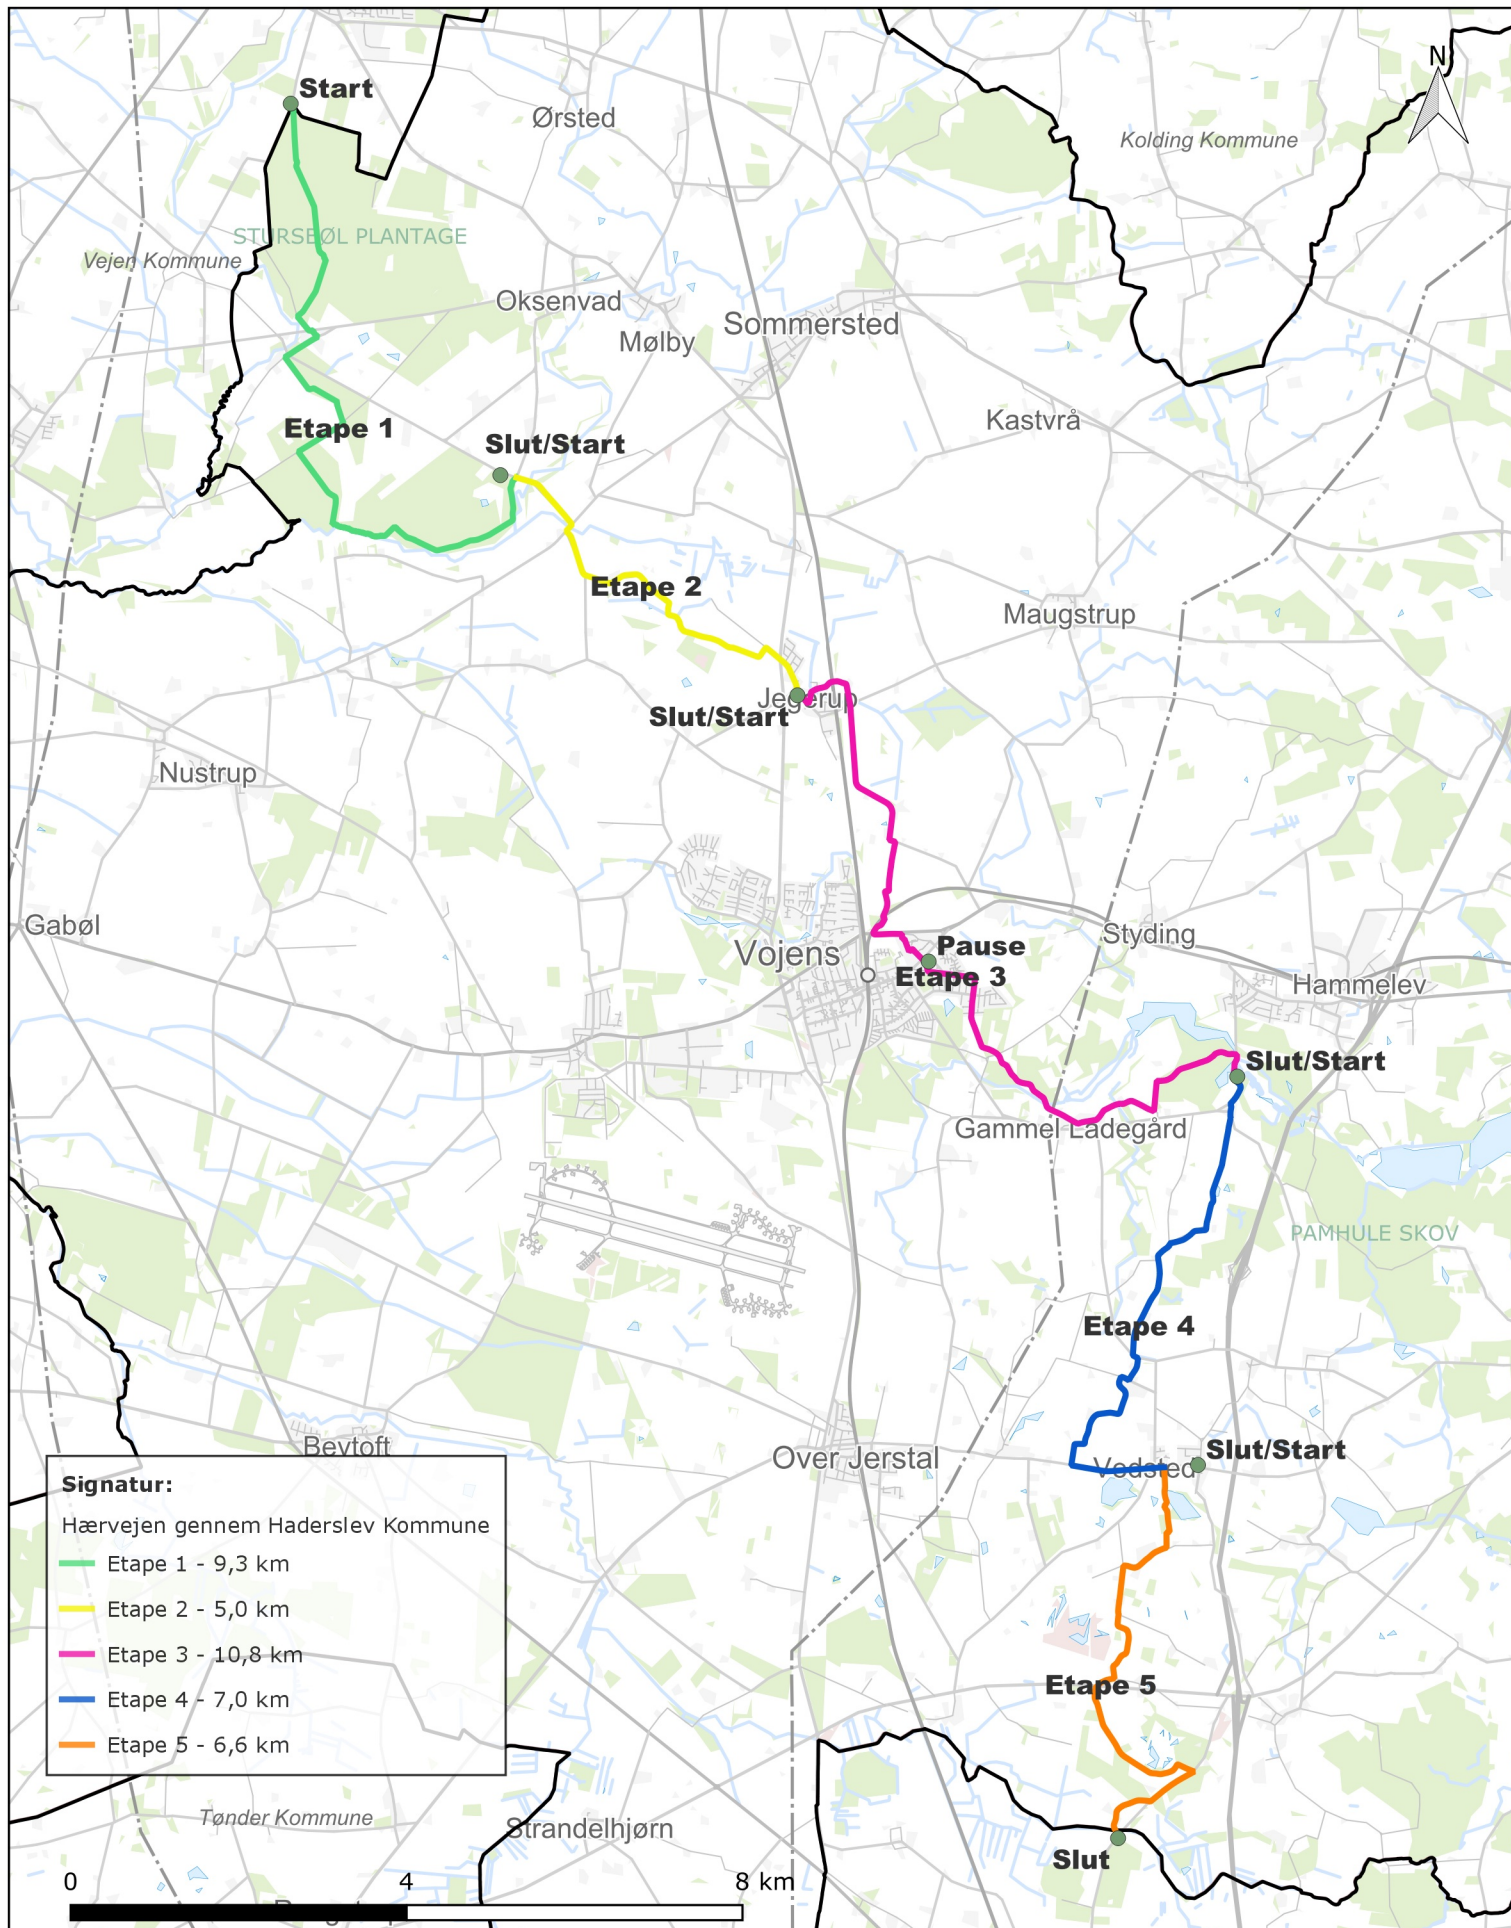 N
Start
Ørsted
Kolding Kommune
STURSBØL PLANTAGE
Vejen Kommune
Oksenvad
Sommersted
Mølby
Kastvrå
Etape 1
Slut/Start
Etape 2
Maugstrup
Jegerup
Slut/Start
Nustrup
Gabøl
Styding
Pause
Vojens
Etape 3
Hammelev
Slut/Start
Gammel Ladegård
PAMHULE SKOV
Etape 4
Bevtoft
Slut/Start
Over Jerstal
Vedsted
Signatur:
Hærvejen gennem Haderslev Kommune
Etape 1 - 9,3 km
Etape 2 - 5,0 km
Etape 3 - 10,8 km
Etape 4 - 7,0 km
Etape 5 - 6,6 km
Etape 5
Tønder Kommune
Strandelhjørn
Slut
0 4 8 km